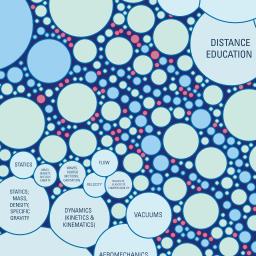 DISTANCE
EDUCATION
STATICS
FLOW
VELOCITY
STATICS;
MASS,
DENSITY,
SPECIFIC
GRAVITY
DYNAMICS
(KINETICS &
KINEMATICS)
VACUUMS
AEROMECHANICS